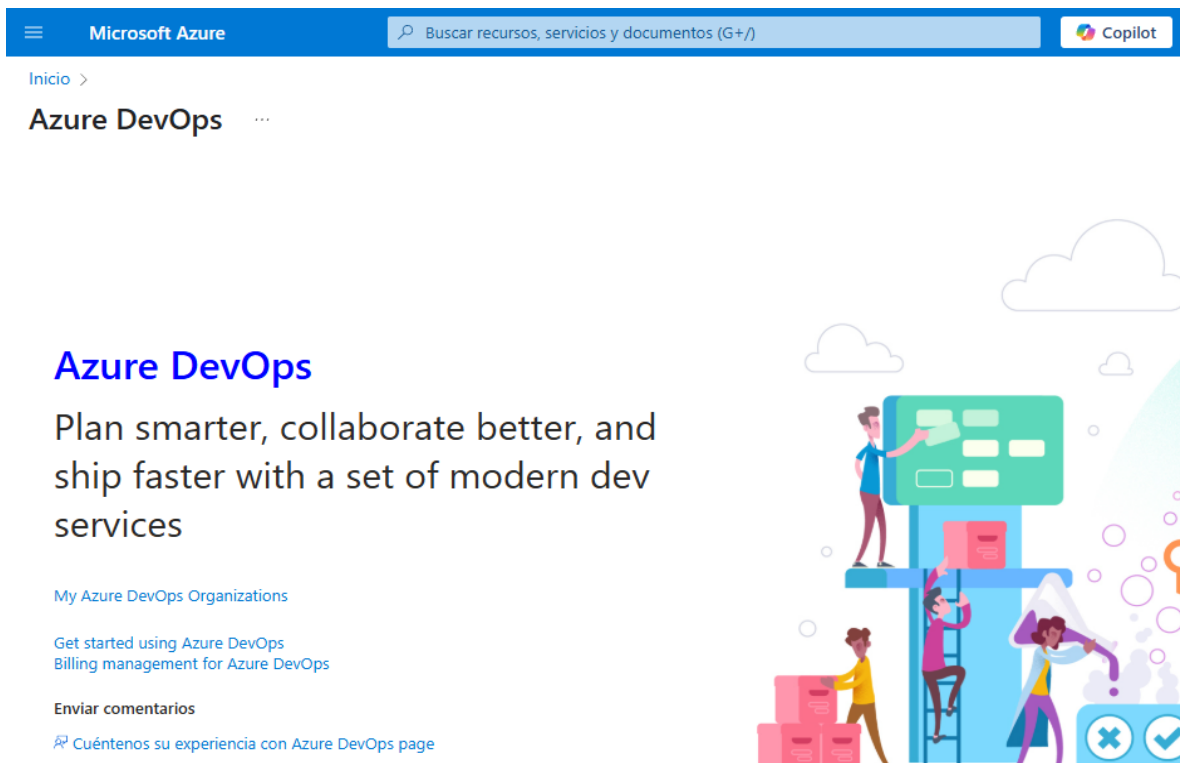 Microsoft Azure
Buscar recursos, servicios y documentos (G+/)
Copilot
Inicio >
Azure DevOps ...
Azure DevOps
Plan smarter, collaborate better, and
ship faster with a set of modern dev
services
My Azure DevOps Organizations
Get started using Azure DevOps
Billing management for Azure DevOps
Enviar comentarios
Cuéntenos su experiencia con Azure DevOps page